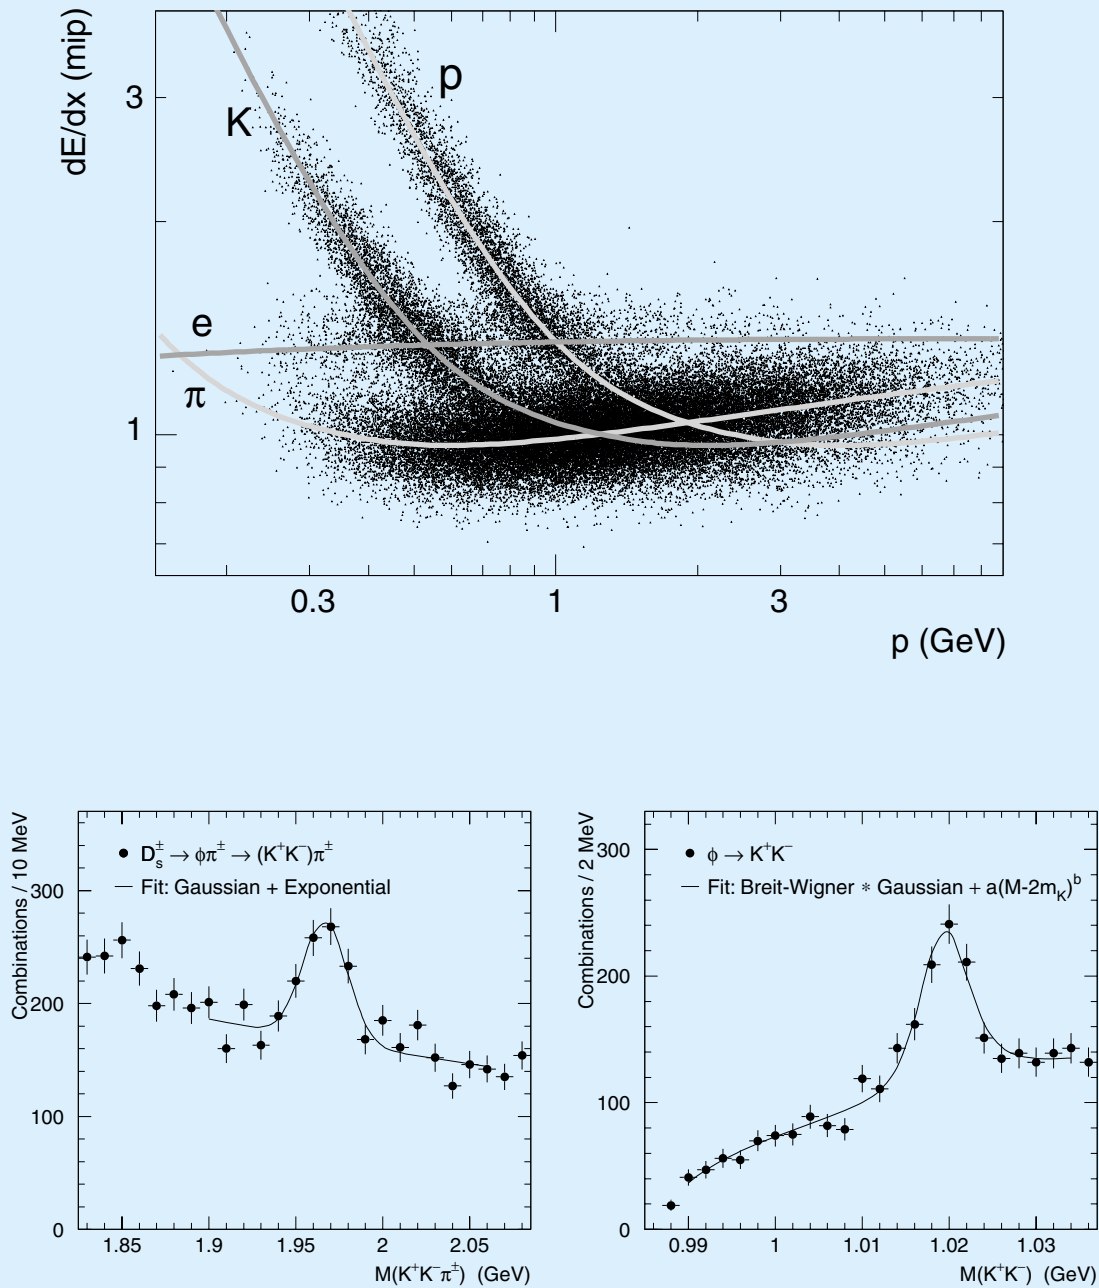 dE/dx (mip)
3
p
K
e
π
1
0.3 1 3
p (GeV)
Combinations / 10 MeV
D_s^± → ϕπ^± → (K^+K^-)π^±
Fit: Gaussian + Exponential
300
200
100
0
1.85 1.9 1.95 2 2.05
M(K^+K^-π^±) (GeV)
Combinations / 2 MeV
ϕ → K^+K^-
Fit: Breit-Wigner * Gaussian + a(M-2m_K)^b
300
200
100
0
0.99 1 1.01 1.02 1.03
M(K^+K^-) (GeV)